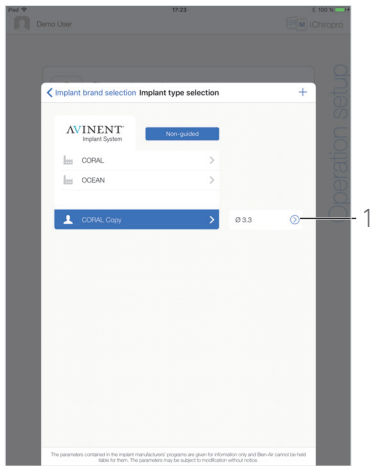 iPad 17:23 100 %
Demo User iChiropro
Operation setup
Implant brand selection Implant type selection +
AVINENT
Implant System
Non-guided
CORAL
OCEAN
CORAL Copy Ø 3.3 1
The parameters contained in the implant manufacturers' programs are given for information only and Bien-Air cannot be held
liable for them. The parameters may be subject to modification without notice.